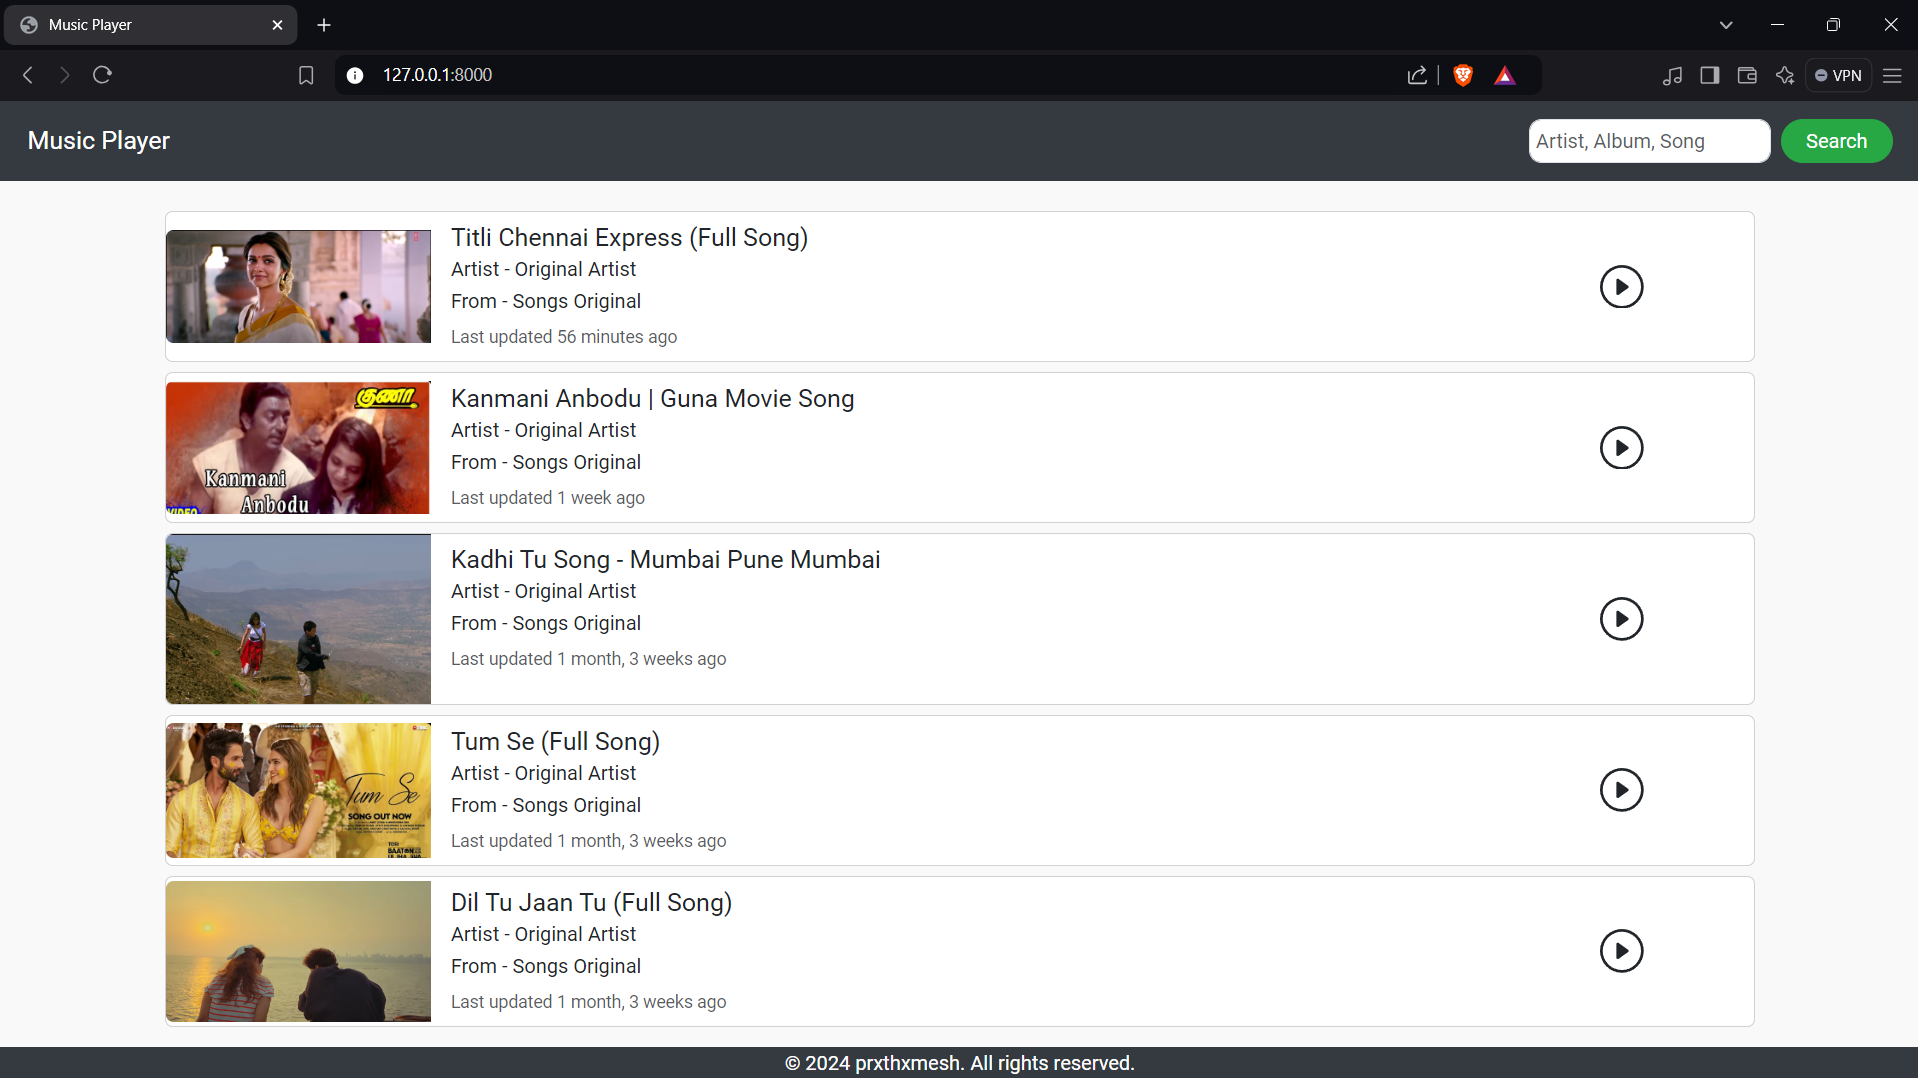 Music Player
127.0.0.1:8000
VPN
Music Player
Artist, Album, Song
Search
Titli Chennai Express (Full Song)
Artist - Original Artist
From - Songs Original
Last updated 56 minutes ago
குணா
Kanmani
Anbodu
VIDEO
Kanmani Anbodu | Guna Movie Song
Artist - Original Artist
From - Songs Original
Last updated 1 week ago
Kadhi Tu Song - Mumbai Pune Mumbai
Artist - Original Artist
From - Songs Original
Last updated 1 month, 3 weeks ago
Tum Se
SONG OUT NOW
Tum Se (Full Song)
Artist - Original Artist
From - Songs Original
Last updated 1 month, 3 weeks ago
Dil Tu Jaan Tu (Full Song)
Artist - Original Artist
From - Songs Original
Last updated 1 month, 3 weeks ago
© 2024 prxthxmesh. All rights reserved.